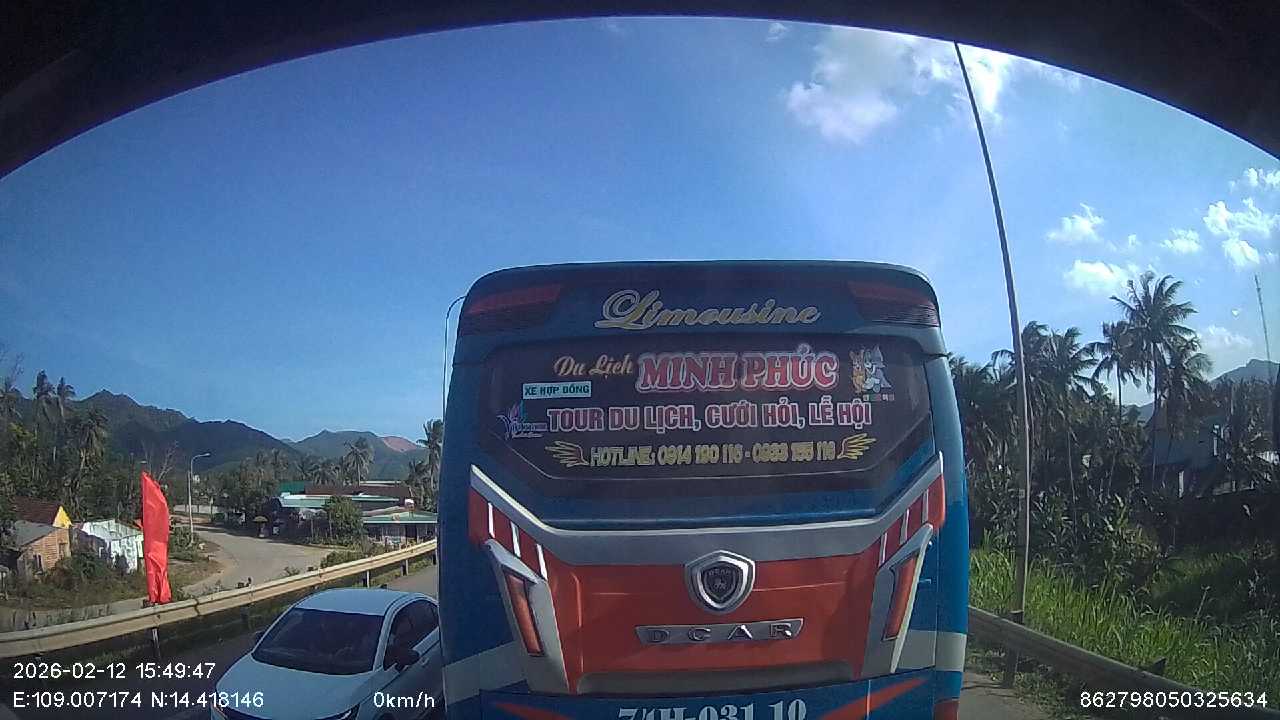 Limousine
Du Lịch MINH PHÚC
XE HỢP ĐỒNG
TOUR DU LỊCH, CƯỚI HỎI, LỄ HỘI
HOTLINE: 0914 190 116 - 0933 155 116
DCAR
2026-02-12 15:49:47
E:109.007174 N:14.418146
0km/h
862798050325634